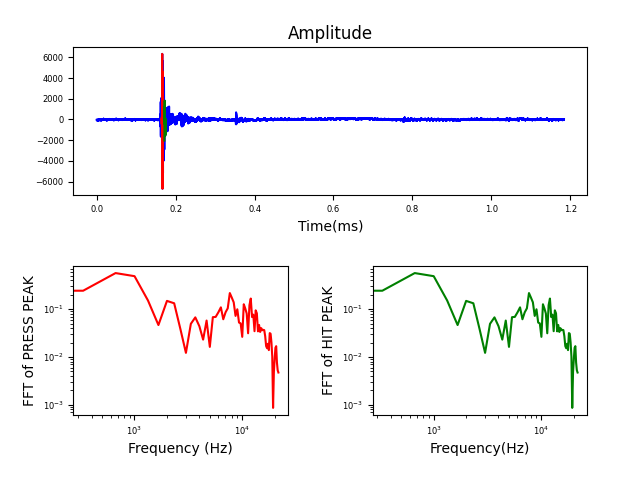 Amplitude
6000
4000
2000
0
−2000
−4000
−6000
0.0 0.2 0.4 0.6 0.8 1.0 1.2
Time(ms)
FFT of PRESS PEAK
10⁻¹
10⁻²
10⁻³
10³ 10⁴
Frequency (Hz)
FFT of HIT PEAK
10⁻¹
10⁻²
10⁻³
10³ 10⁴
Frequency(Hz)